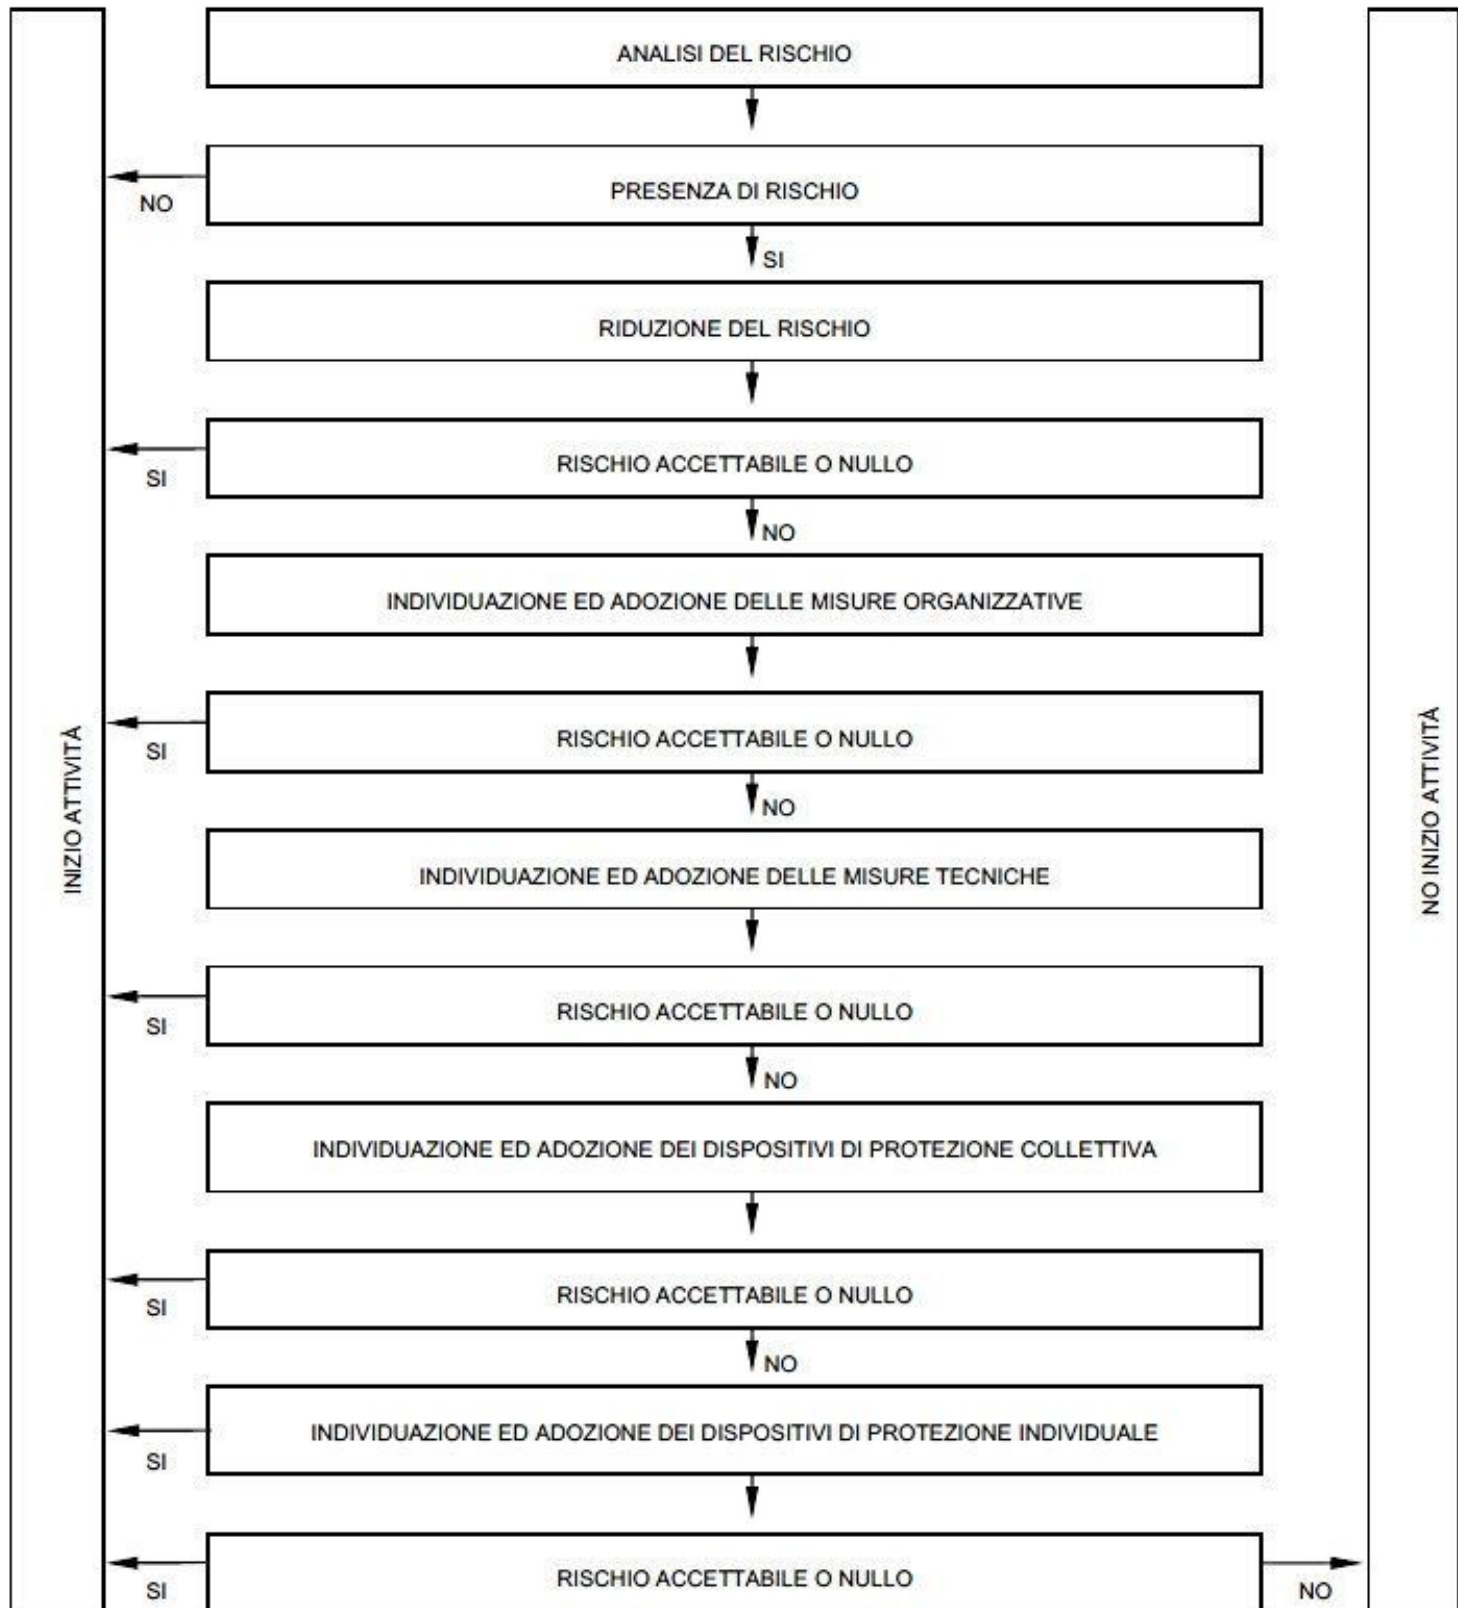 ANALISI DEL RISCHIO
PRESENZA DI RISCHIO
NO
SI
RIDUZIONE DEL RISCHIO
RISCHIO ACCETTABILE O NULLO
SI
NO
INDIVIDUAZIONE ED ADOZIONE DELLE MISURE ORGANIZZATIVE
RISCHIO ACCETTABILE O NULLO
SI
NO
INDIVIDUAZIONE ED ADOZIONE DELLE MISURE TECNICHE
RISCHIO ACCETTABILE O NULLO
SI
NO
INDIVIDUAZIONE ED ADOZIONE DEI DISPOSITIVI DI PROTEZIONE COLLETTIVA
RISCHIO ACCETTABILE O NULLO
SI
NO
INDIVIDUAZIONE ED ADOZIONE DEI DISPOSITIVI DI PROTEZIONE INDIVIDUALE
SI
RISCHIO ACCETTABILE O NULLO
SI
NO
INIZIO ATTIVITÀ
NO INIZIO ATTIVITÀ